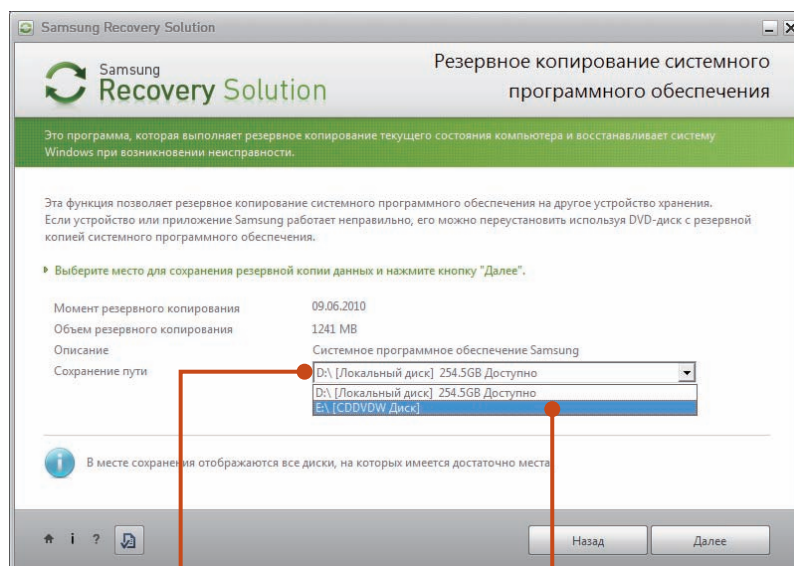 Samsung Recovery Solution
Samsung
Recovery Solution
Резервное копирование системного
программного обеспечения
Это программа, которая выполняет резервное копирование текущего состояния компьютера и восстанавливает систему
Windows при возникновении неисправности.
Эта функция позволяет резервное копирование системного программного обеспечения на другое устройство хранения.
Если устройство или приложение Samsung работает неправильно, его можно переустановить используя DVD-диск с резервной
копией системного программного обеспечения.
Выберите место для сохранения резервной копии данных и нажмите кнопку "Далее".
Момент резервного копирования 09.06.2010
Объем резервного копирования 1241 MB
Описание Системное программное обеспечение Samsung
Сохранение пути D:\ [Локальный диск] 254.5GB Доступно
D:\ [Локальный диск] 254.5GB Доступно
E:\ [CDDVDW Диск]
В месте сохранения отображаются все диски, на которых имеется достаточно места
Назад Далее